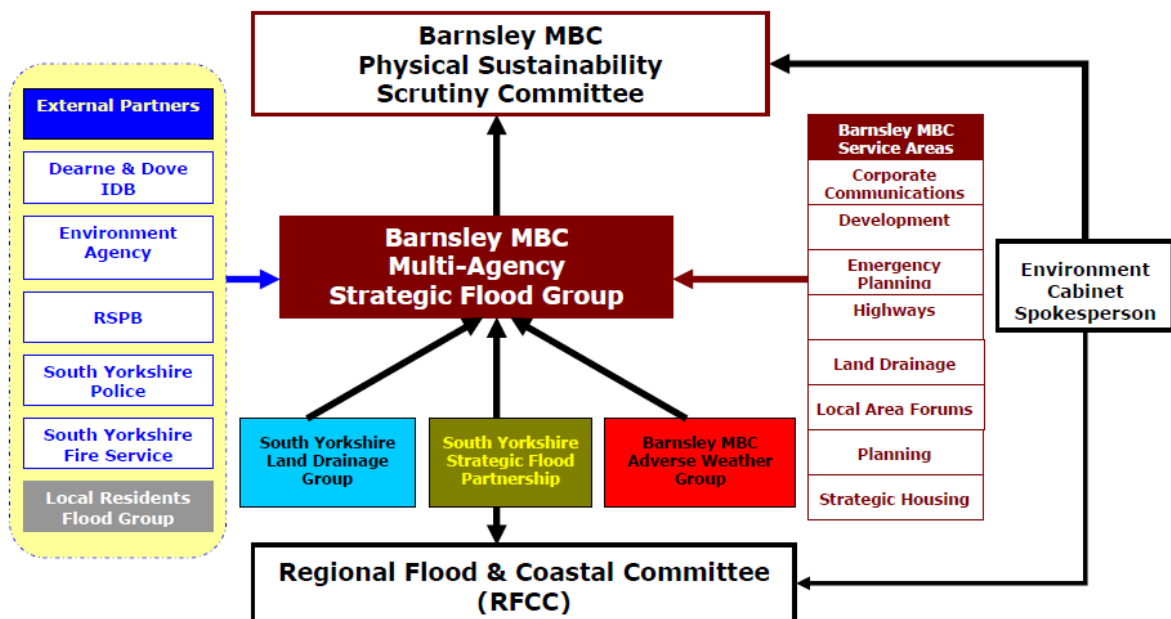 Barnsley MBC
Physical Sustainability
Scrutiny Committee
External Partners
Dearne & Dove
IDB
Environment
Agency
RSPB
South Yorkshire
Police
South Yorkshire
Fire Service
Local Residents
Flood Group
Barnsley MBC
Multi-Agency
Strategic Flood Group
South Yorkshire
Land Drainage
Group
South Yorkshire
Strategic Flood
Partnership
Barnsley MBC
Adverse Weather
Group
Barnsley MBC
Service Areas
Corporate
Communications
Development
Emergency
Planning
Highways
Land Drainage
Local Area Forums
Planning
Strategic Housing
Environment
Cabinet
Spokesperson
Regional Flood & Coastal Committee
(RFCC)